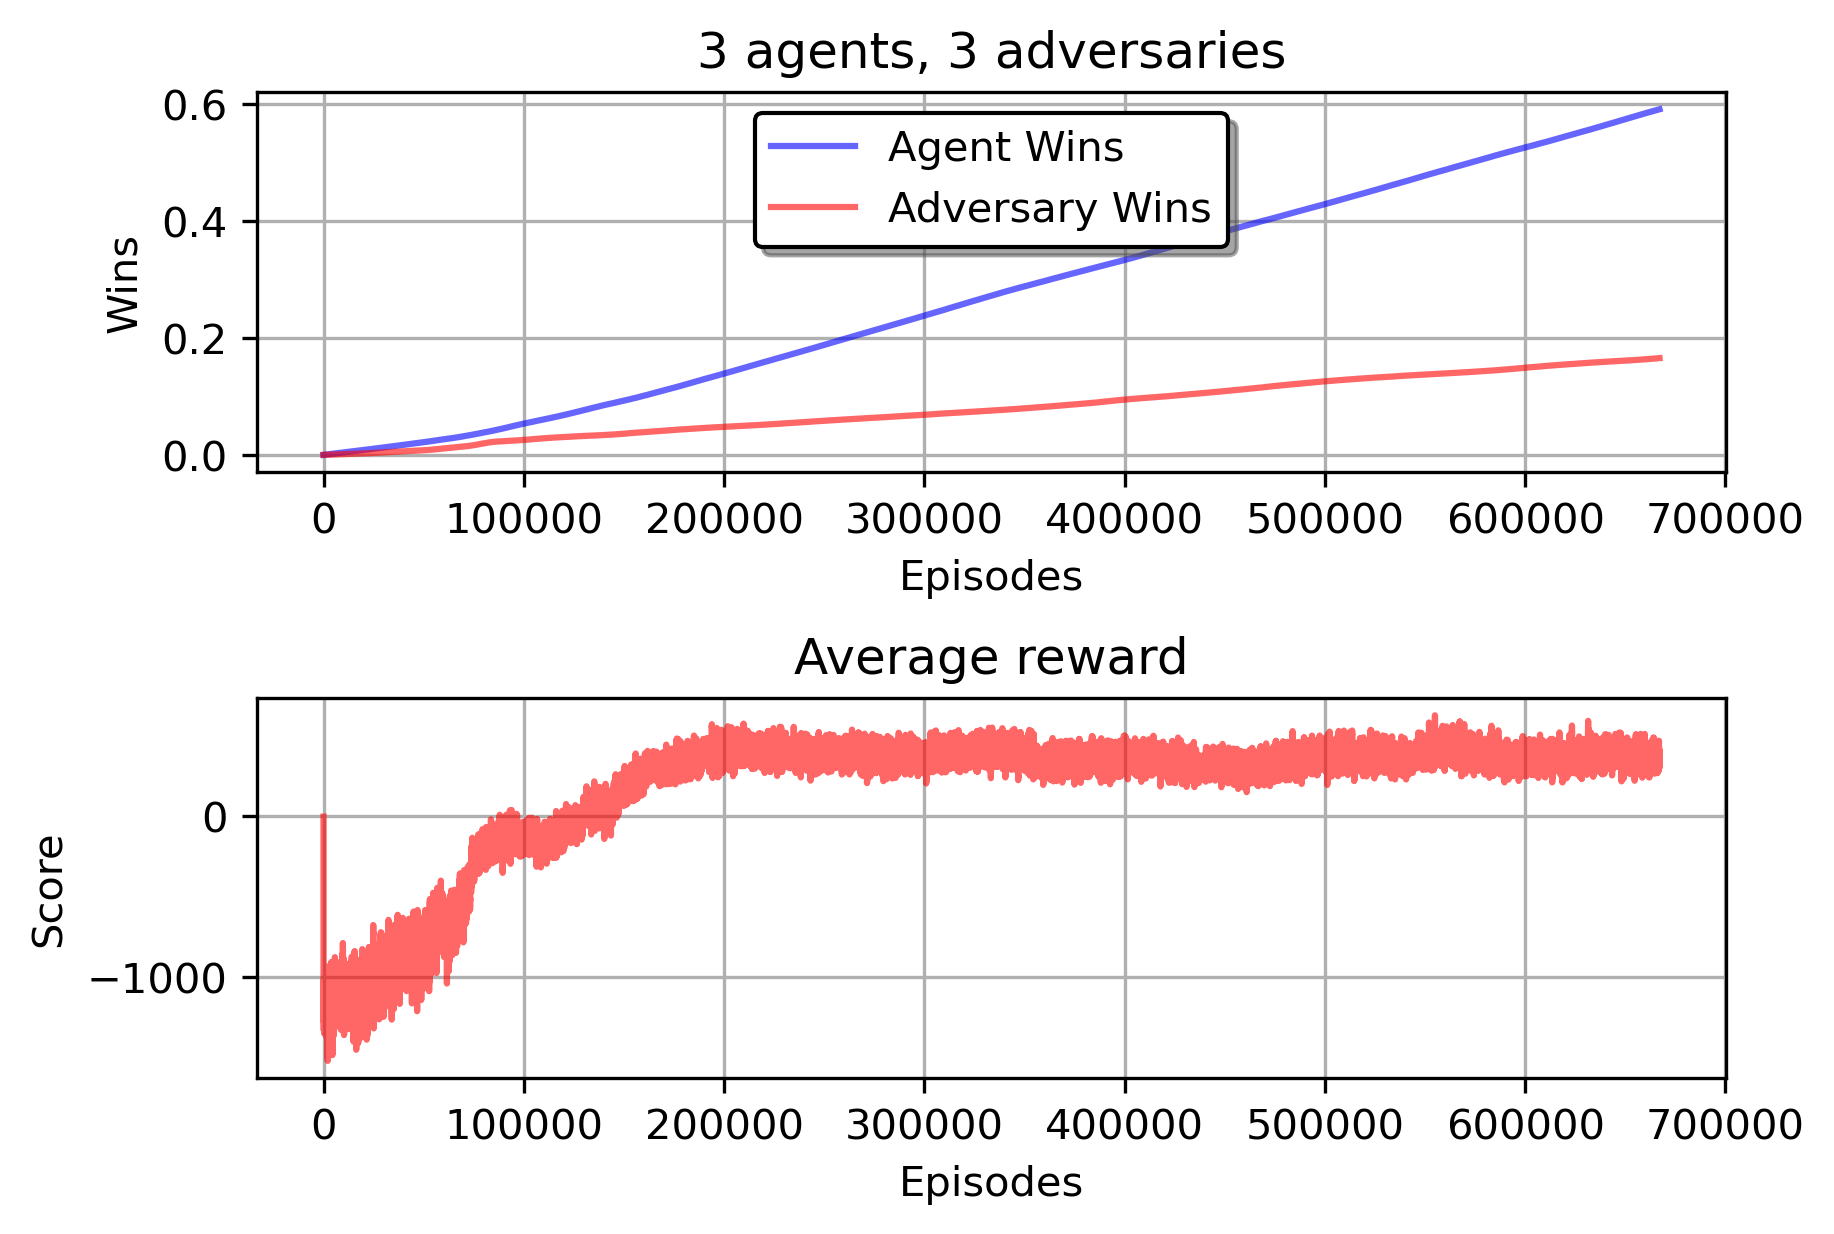 3 agents, 3 adversaries
0.6
0.4
0.2
0.0
Wins
Agent Wins
Adversary Wins
0 100000 200000 300000 400000 500000 600000 700000
Episodes
Average reward
0
−1000
Score
0 100000 200000 300000 400000 500000 600000 700000
Episodes